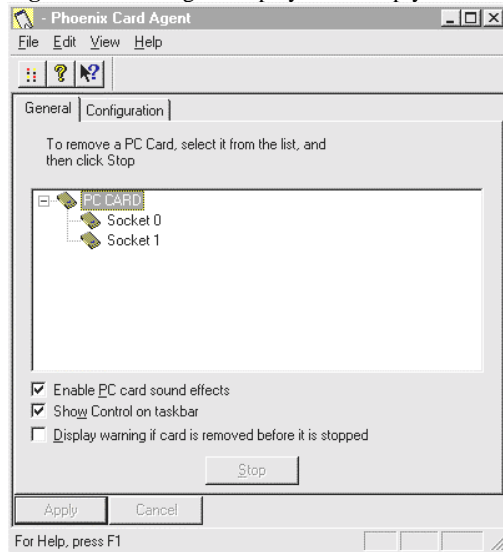 - Phoenix Card Agent
File Edit View Help
General Configuration
To remove a PC Card, select it from the list, and
then click Stop
PC CARD
Socket 0
Socket 1
Enable PC card sound effects
Show Control on taskbar
Display warning if card is removed before it is stopped
Stop
Apply Cancel
For Help, press F1